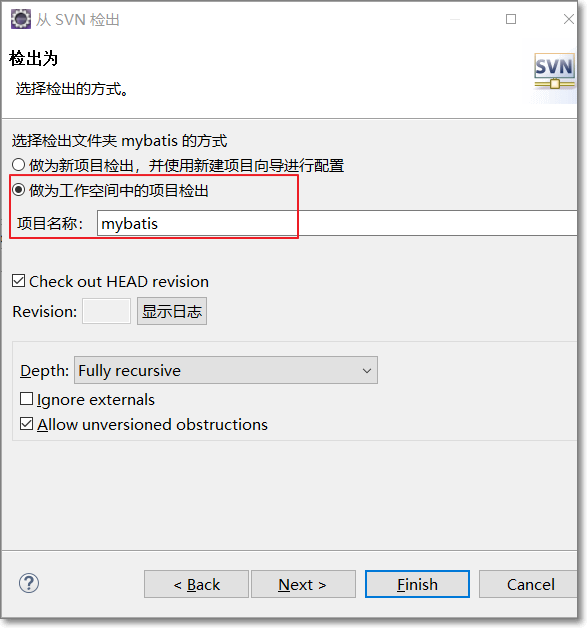 从 SVN 检出
检出为
选择检出的方式。
SVN
选择检出文件夹 mybatis 的方式
做为新项目检出，并使用新建项目向导进行配置
做为工作空间中的项目检出
项目名称： mybatis
Check out HEAD revision
Revision: 显示日志
Depth: Fully recursive
Ignore externals
Allow unversioned obstructions
? < Back Next > Finish Cancel